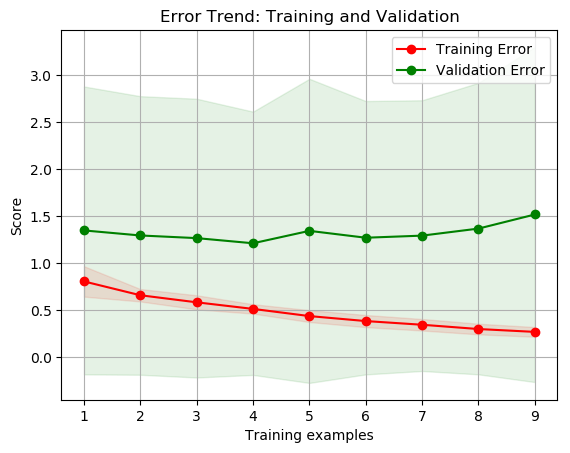 Error Trend: Training and Validation
Training Error
Validation Error
3.0
2.5
2.0
1.5
1.0
0.5
0.0
Score
1 2 3 4 5 6 7 8 9
Training examples